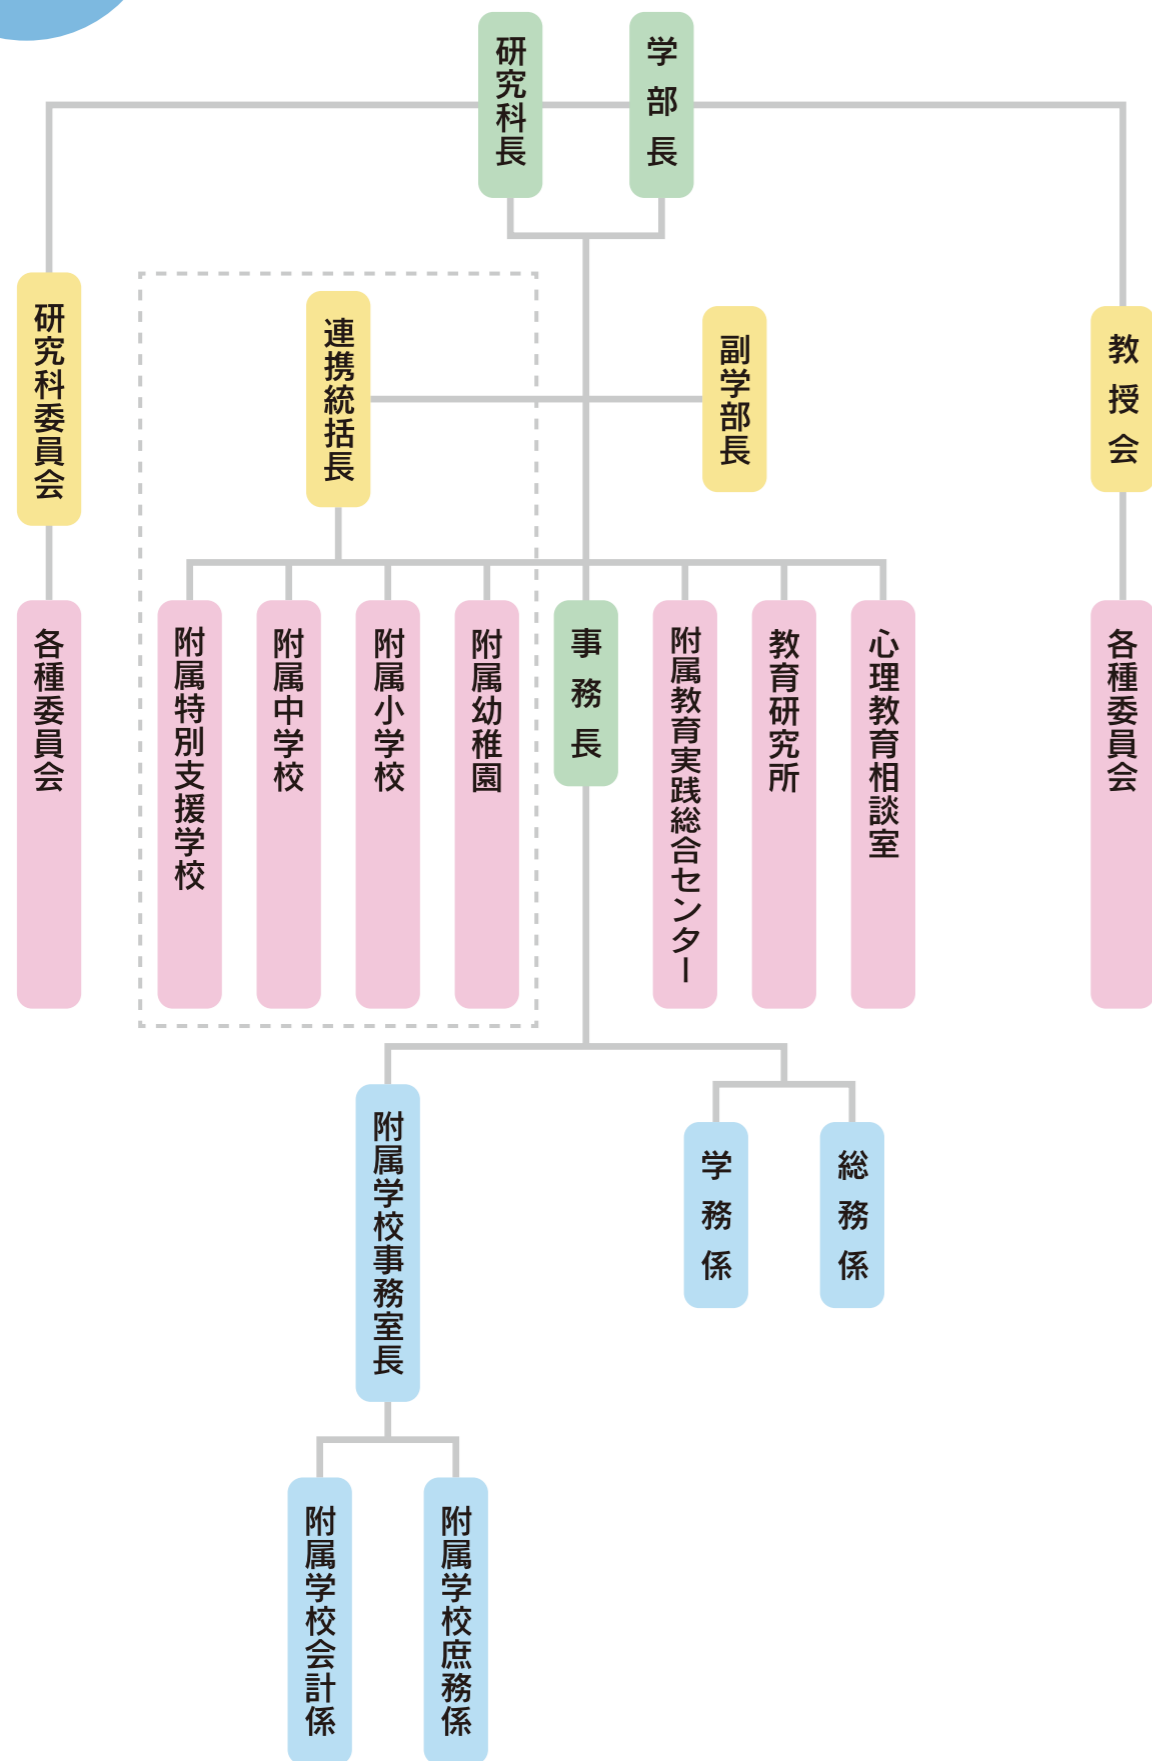 学部長
研究科長
教授会
副学部長
連携統括長
研究科委員会
各種委員会
心理教育相談室
教育研究所
附属教育実践総合センター
事務長
附属幼稚園
附属小学校
附属中学校
附属特別支援学校
各種委員会
総務係
学務係
附属学校事務室長
附属学校庶務係
附属学校会計係